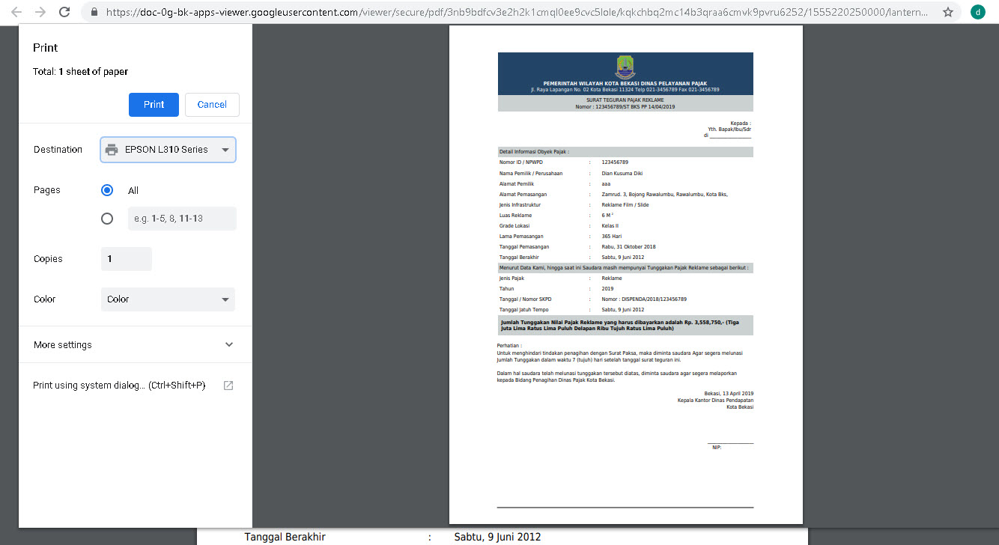 https://doc-0g-bk-apps-viewer.googleusercontent.com/viewer/secure/pdf/3nb9bdfcv3e2h2k1cmql0ee9cvc5lole/kqkchbq2mc14b3qraa6cmvk9pvru6252/1555220250000/lantern...
d
Print
Total: 1 sheet of paper
Print Cancel
Destination EPSON L310 Series
Pages All
e.g. 1-5, 8, 11-13
Copies 1
Color Color
More settings
Print using system dialog... (Ctrl+Shift+P)
PEMERINTAH WILAYAH KOTA BEKASI DINAS PELAYANAN PAJAK
Jl. Raya Lapangan No. 02 Kota Bekasi 11324 Telp 021-3456789 Fax 021-3456789
SURAT TEGURAN PAJAK REKLAME
Nomor : 123456789/ST BKS PP 14/04/2019
Kepada :
Yth. Bapak/Ibu/Sdr
di ________________
Detail Informasi Obyek Pajak :
Nomor ID / NPWPD : 123456789
Nama Pemilik / Perusahaan : Dian Kusuma Diki
Alamat Pemilik : aaa
Alamat Pemasangan : Zamrud. 3, Bojong Rawalumbu, Rawalumbu, Kota Bks,
Jenis Infrastruktur : Reklame Film / Slide
Luas Reklame : 6 M ²
Grade Lokasi : Kelas II
Lama Pemasangan : 365 Hari
Tanggal Pemasangan : Rabu, 31 Oktober 2018
Tanggal Berakhir : Sabtu, 9 Juni 2012
Menurut Data Kami, hingga saat ini Saudara masih mempunyai Tunggakan Pajak Reklame sebagai berikut :
Jenis Pajak : Reklame
Tahun : 2019
Tanggal / Nomor SKPD : Nomor : DISPENDA/2018/123456789
Tanggal Jatuh Tempo : Sabtu, 9 Juni 2012
Jumlah Tunggakan Nilai Pajak Reklame yang harus dibayarkan adalah Rp. 3,558,750,- (Tiga
Juta Lima Ratus Lima Puluh Delapan Ribu Tujuh Ratus Lima Puluh)
Perhatian :
Untuk menghindari tindakan penagihan dengan Surat Paksa, maka diminta saudara Agar segera melunasi
Jumlah Tunggakan dalam waktu 7 (tujuh) hari setelah tanggal surat teguran ini.
Dalam hal saudara telah melunasi tunggakan tersebut diatas, diminta saudara agar segera melaporkan
kepada Bidang Penagihan Dinas Pajak Kota Bekasi.
Bekasi, 13 April 2019
Kepala Kantor Dinas Pendapatan
Kota Bekasi
NIP:
Tanggal Berakhir : Sabtu, 9 Juni 2012